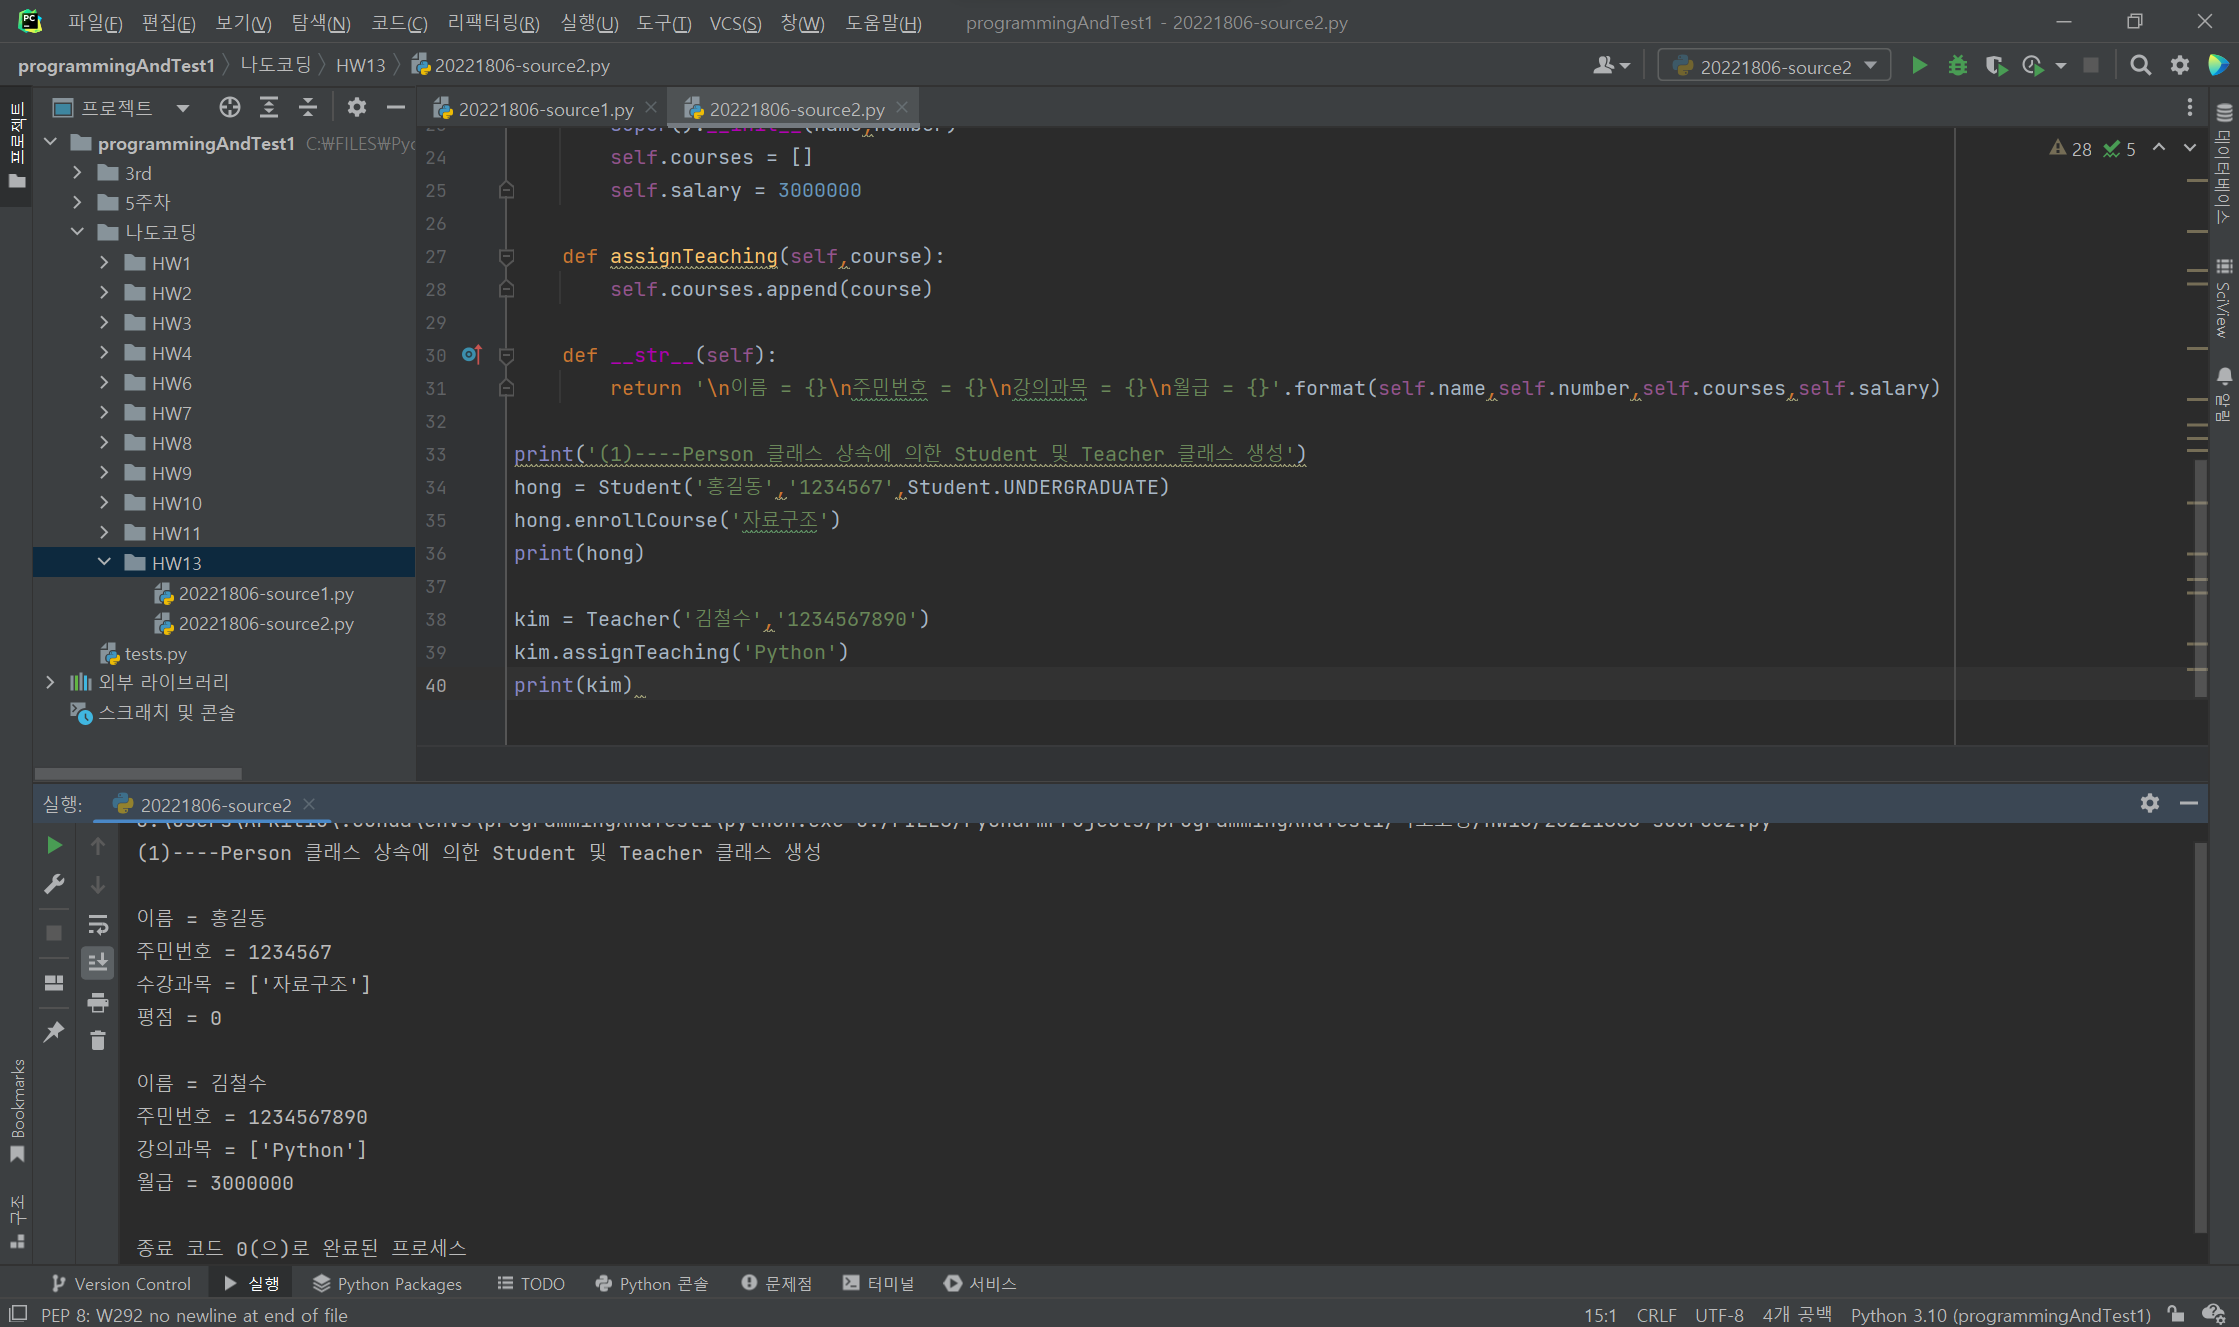 파일(F) 편집(E) 보기(V) 탐색(N) 코드(C) 리팩터링(R) 실행(U) 도구(T) VCS(S) 창(W) 도움말(H) programmingAndTest1 - 20221806-source2.py
programmingAndTest1 나도코딩 HW13 20221806-source2.py 20221806-source2
프로젝트
프로젝트
20221806-source1.py 20221806-source2.py
programmingAndTest1 C:₩FILES₩Pyc
3rd
5주차
나도코딩
HW1
HW2
HW3
HW4
HW6
HW7
HW8
HW9
HW10
HW11
HW13
20221806-source1.py
20221806-source2.py
tests.py
외부 라이브러리
스크래치 및 콘솔
28 5
super().__init__(name,number)
24 self.courses = []
25 self.salary = 3000000
26
27 def assignTeaching(self,course):
28 self.courses.append(course)
29
30 def __str__(self):
31 return '\n이름 = {}\n주민번호 = {}\n강의과목 = {}\n월급 = {}'.format(self.name,self.number,self.courses,self.salary)
32
33 print('(1)----Person 클래스 상속에 의한 Student 및 Teacher 클래스 생성')
34 hong = Student('홍길동','1234567',Student.UNDERGRADUATE)
35 hong.enrollCourse('자료구조')
36 print(hong)
37
38 kim = Teacher('김철수','1234567890')
39 kim.assignTeaching('Python')
40 print(kim)
데이터베이스
SciView
알림
실행: 20221806-source2
(1)----Person 클래스 상속에 의한 Student 및 Teacher 클래스 생성
이름 = 홍길동
주민번호 = 1234567
수강과목 = ['자료구조']
평점 = 0
이름 = 김철수
주민번호 = 1234567890
강의과목 = ['Python']
월급 = 3000000
종료 코드 0(으)로 완료된 프로세스
Bookmarks
구조
Version Control 실행 Python Packages TODO Python 콘솔 문제점 터미널 서비스
PEP 8: W292 no newline at end of file 15:1 CRLF UTF-8 4개 공백 Python 3.10 (programmingAndTest1)